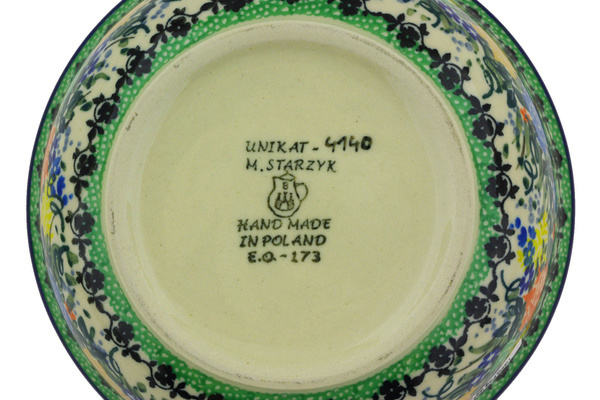 UNIKAT - 4140
M. STARZYK
B
HAND MADE
IN POLAND
E.O. - 173